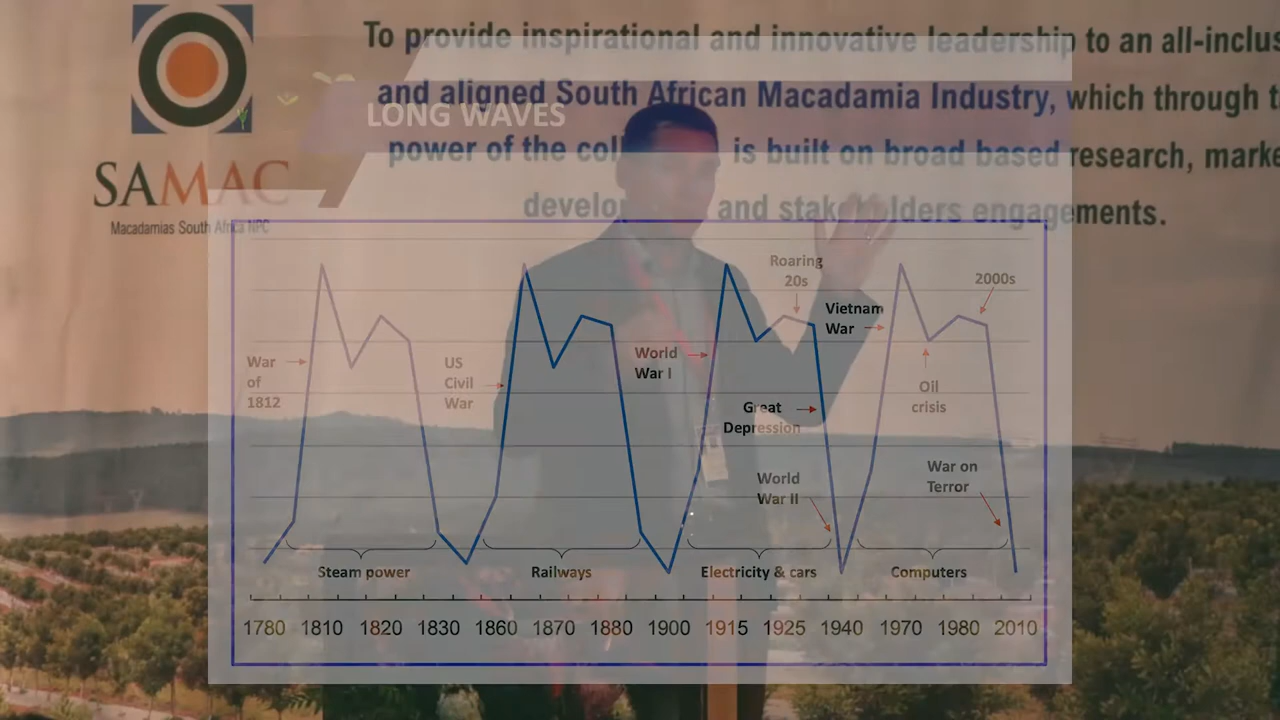 To provide inspirational and innovative leadership to an all-inclus
and aligned South African Macadamia Industry, which through t
power of the col is built on broad based research, marke
develo and stakeholders engagements.
SAMAC
Macadamias South Africa NPC
LONG WAVES
Roaring
20s
2000s
Vietnam
War
War
of
1812
US
Civil
War
World
War I
Oil
crisis
Great
Depression
World
War II
War on
Terror
Steam power
Railways
Electricity & cars
Computers
1780 1810 1820 1830 1860 1870 1880 1900 1915 1925 1940 1970 1980 2010